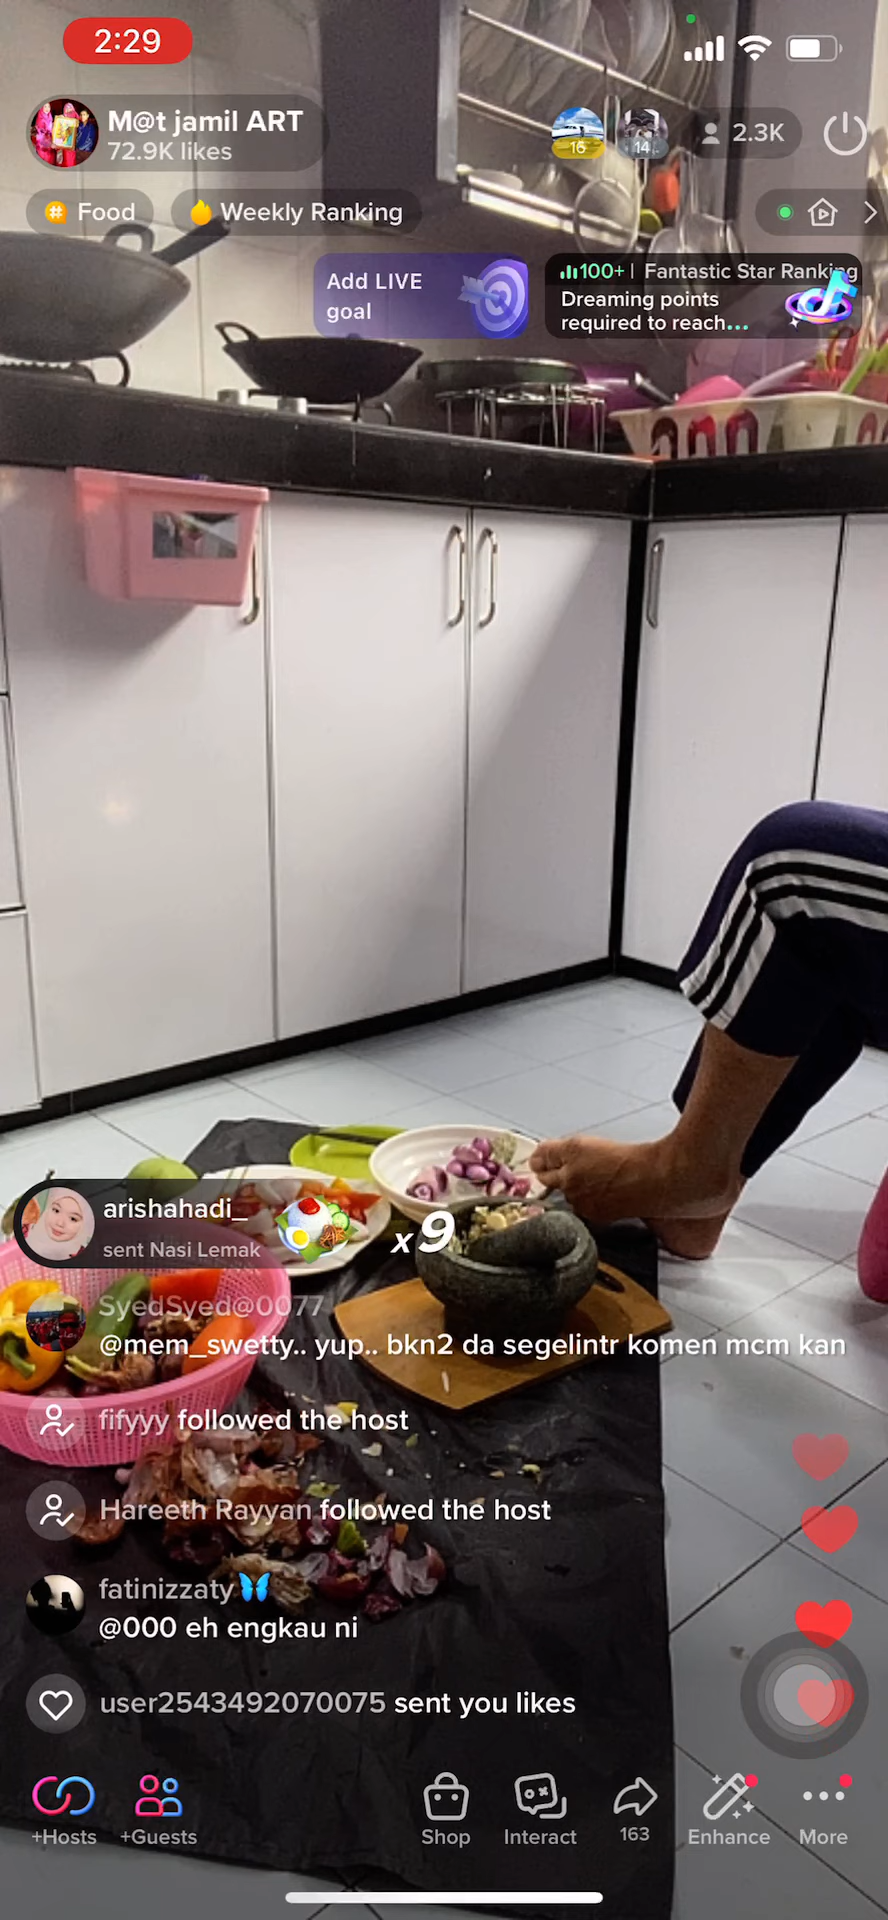 2:29
M@t jamil ART
72.9K likes
16
14
2.3K
Food
Weekly Ranking
Add LIVE
goal
100+ | Fantastic Star Ranking
Dreaming points
required to reach...
arishahadi_
sent Nasi Lemak
x9
SyedSyed@0077
@mem_swetty.. yup.. bkn2 da segelintr komen mcm kan
fifyyy followed the host
Hareeth Rayyan followed the host
fatinizzaty🦋
@000 eh engkau ni
user2543492070075 sent you likes
+Hosts
+Guests
Shop
Interact
163
Enhance
More